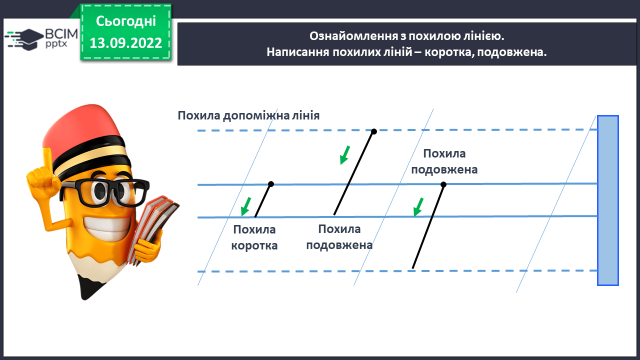 Сьогодні
13.09.2022
ВСІМ
pptx
Ознайомлення з похилою лінією.
Написання похилих ліній – коротка, подовжена.
Похила допоміжна лінія
Похила
подовжена
Похила
коротка
Похила
подовжена